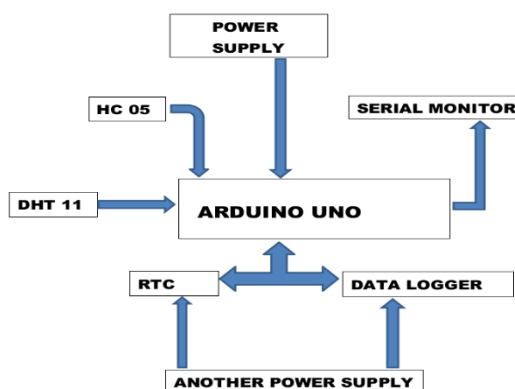 POWER
SUPPLY
HC 05
SERIAL MONITOR
DHT 11
ARDUINO UNO
RTC
DATA LOGGER
ANOTHER POWER SUPPLY